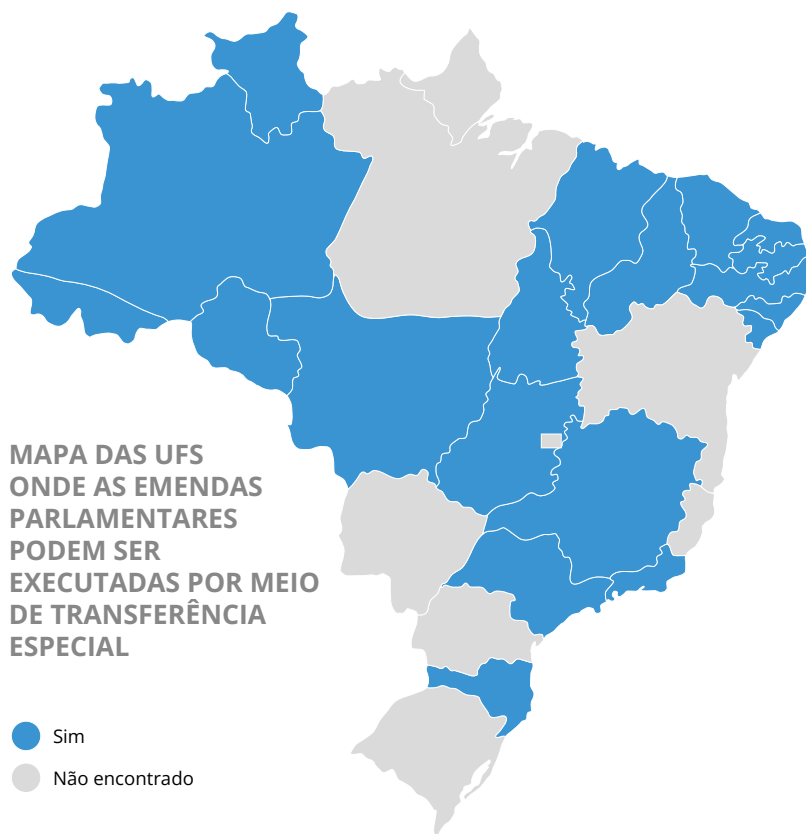 MAPA DAS UFS
ONDE AS EMENDAS
PARLAMENTARES
PODEM SER
EXECUTADAS POR MEIO
DE TRANSFERÊNCIA
ESPECIAL
Sim
Não encontrado